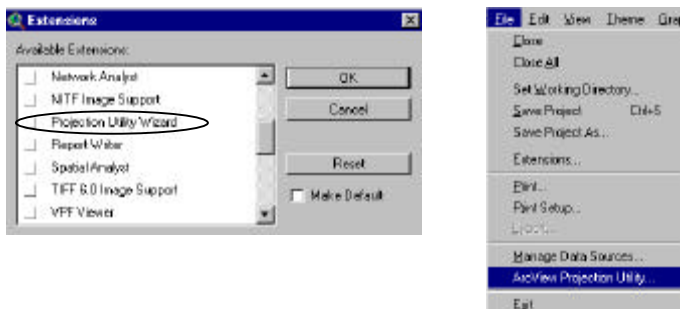 Extensions
Available Extensions:
Network Analyst
NITF Image Support
Projection Utility Wizard
Report Writer
Spatial Analyst
TIFF 6.0 Image Support
VPF Viewer
OK
Cancel
Reset
Make Default
File Edit View Theme
Close
Close All
Set Working Directory...
Save Project Ctrl+S
Save Project As...
Extensions...
Print...
Print Setup...
Manage Data Sources...
ArcView Projection Utility...
Exit